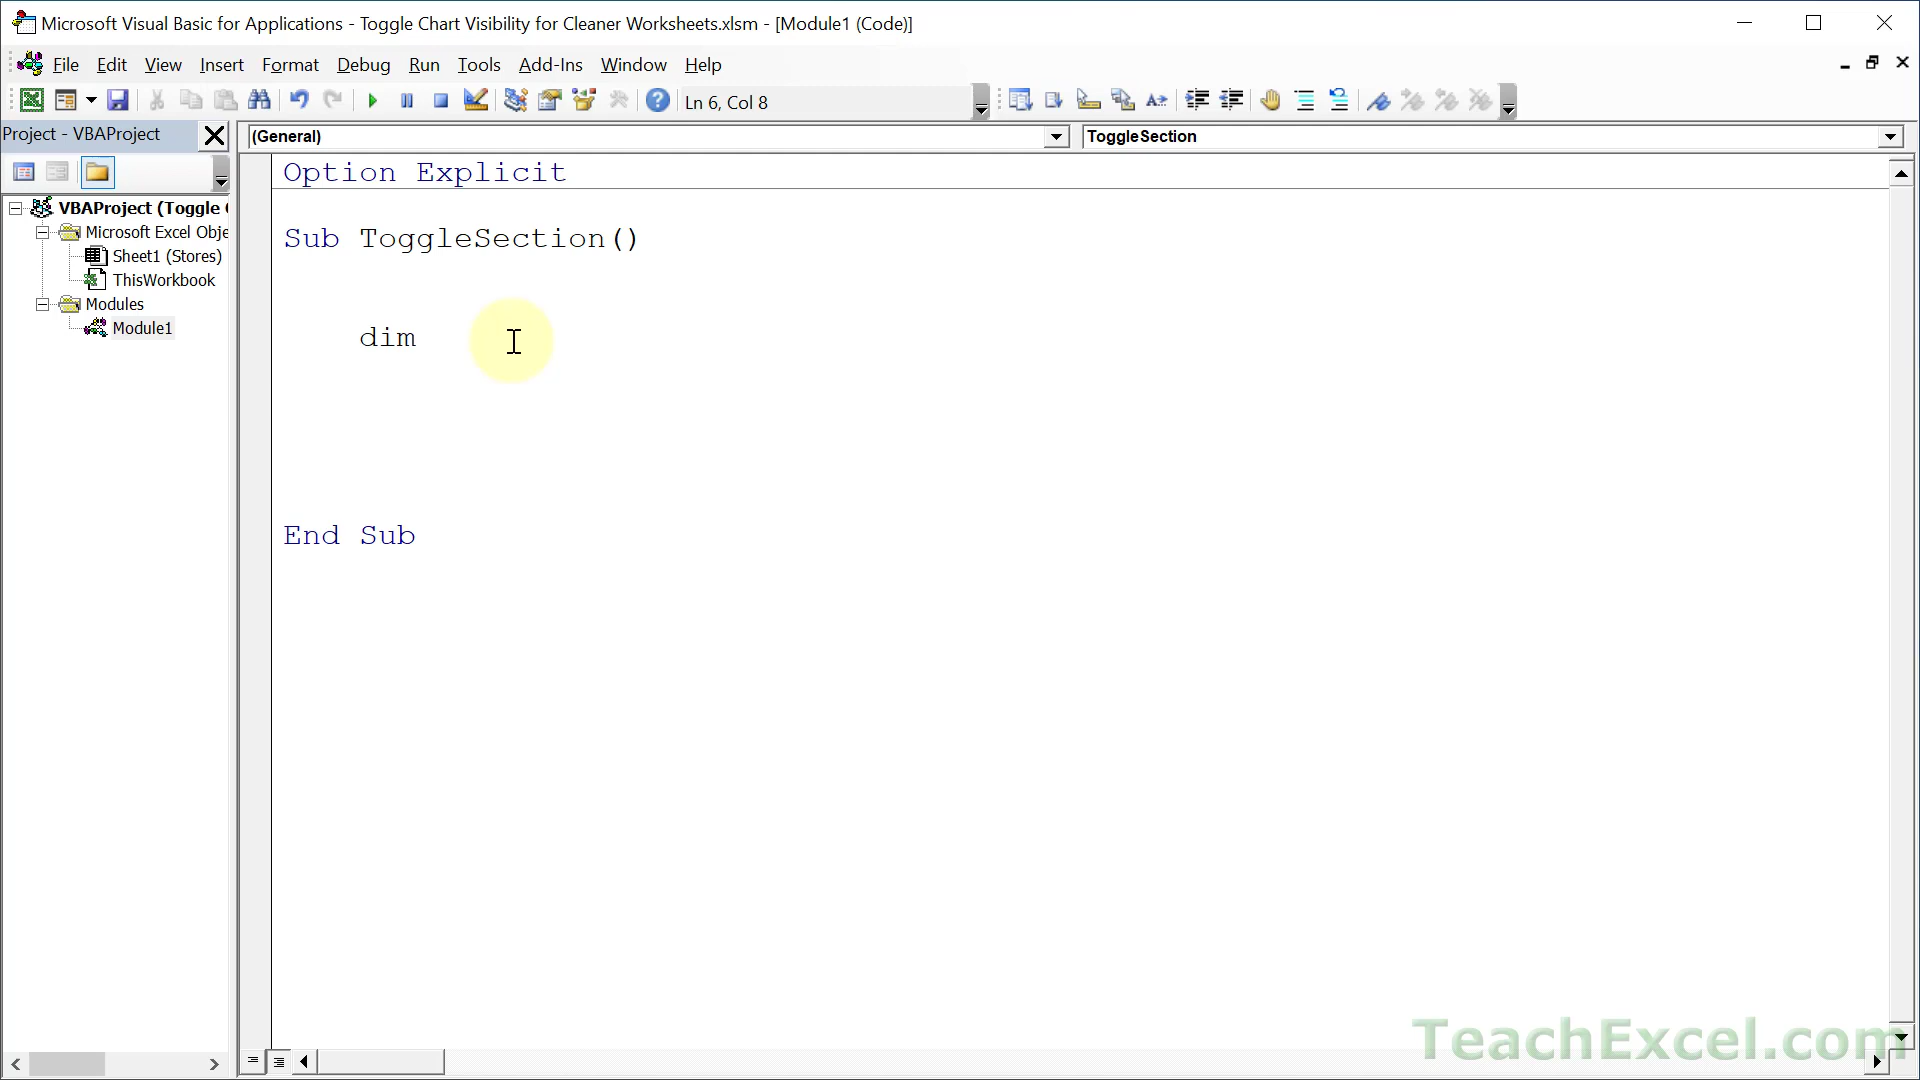 Microsoft Visual Basic for Applications - Toggle Chart Visibility for Cleaner Worksheets.xlsm - [Module1 (Code)]
File Edit View Insert Format Debug Run Tools Add-Ins Window Help
Ln 6, Col 8
Project - VBAProject
(General)
ToggleSection
VBAProject (Toggle
Microsoft Excel Obje
Sheet1 (Stores)
ThisWorkbook
Modules
Module1
Option Explicit
Sub ToggleSection()
dim
End Sub
TeachExcel.com